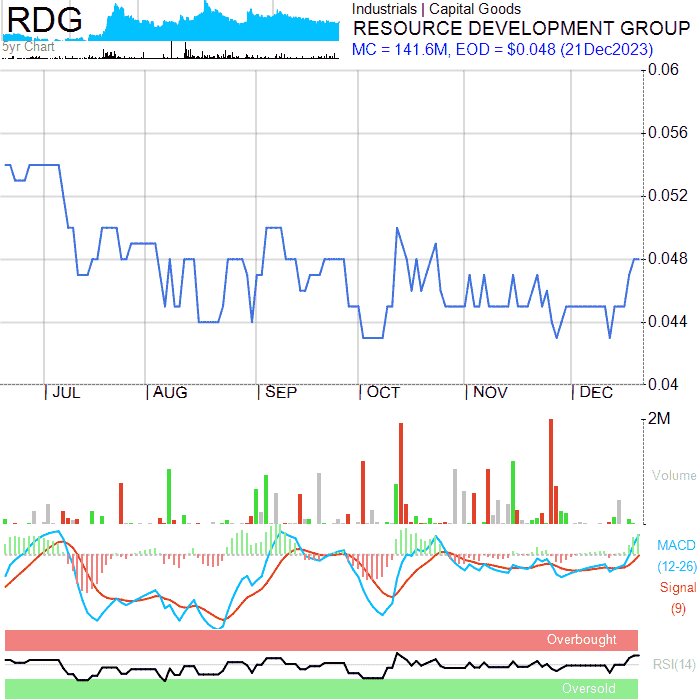 RDG
5yr Chart
Industrials | Capital Goods
RESOURCE DEVELOPMENT GROUP
MC = 141.6M, EOD = $0.048 (21Dec2023)
0.06
0.056
0.052
0.048
0.044
0.04
JUL AUG SEP OCT NOV DEC
2M
Volume
MACD
(12-26)
Signal
(9)
Overbought
RSI(14)
Oversold